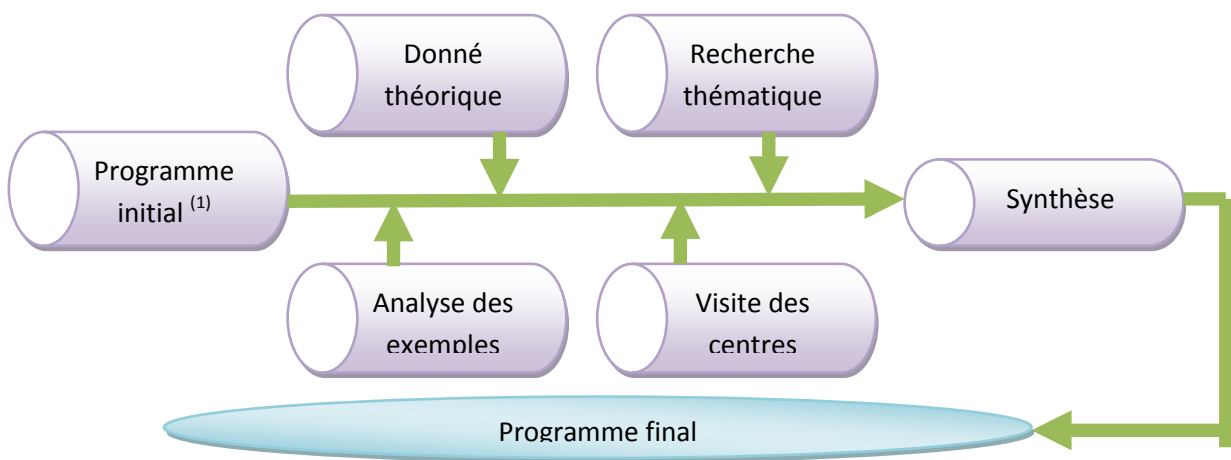 Donné
théorique
Recherche
thématique
Programme
initial (1)
Synthèse
Analyse des
exemples
Visite des
centres
Programme final